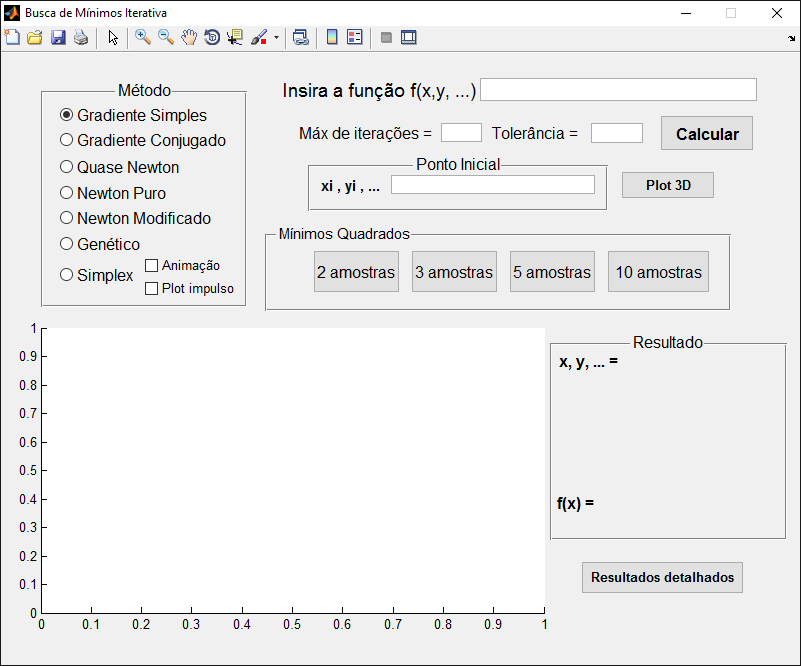 Busca de Mínimos Iterativa
Método
Gradiente Simples
Gradiente Conjugado
Quase Newton
Newton Puro
Newton Modificado
Genético
Simplex
Animação
Plot impulso
Insira a função f(x,y, ...)
Máx de iterações =
Tolerância =
Calcular
Ponto Inicial
xi , yi , ...
Plot 3D
Mínimos Quadrados
2 amostras
3 amostras
5 amostras
10 amostras
1
0.9
0.8
0.7
0.6
0.5
0.4
0.3
0.2
0.1
0
0 0.1 0.2 0.3 0.4 0.5 0.6 0.7 0.8 0.9 1
Resultado
x, y, ... =
f(x) =
Resultados detalhados